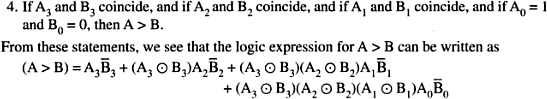 4. If A₃ and B₃ coincide, and if A₂ and B₂ coincide, and if A₁ and B₁ coincide, and if A₀ = 1
and B₀ = 0, then A > B.
From these statements, we see that the logic expression for A > B can be written as
(A > B) = A₃B̅₃ + (A₃ ⊙ B₃)A₂B̅₂ + (A₃ ⊙ B₃)(A₂ ⊙ B₂)A₁B̅₁
+ (A₃ ⊙ B₃)(A₂ ⊙ B₂)(A₁ ⊙ B₁)A₀B̅₀